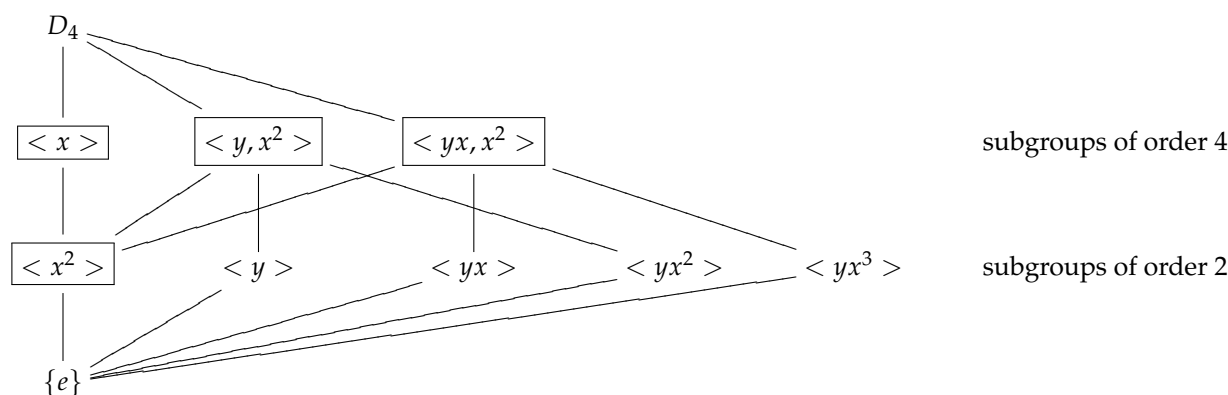 D₄
< x > < y, x² > < yx, x² > subgroups of order 4
< x² > < y > < yx > < yx² > < yx³ > subgroups of order 2
{e}